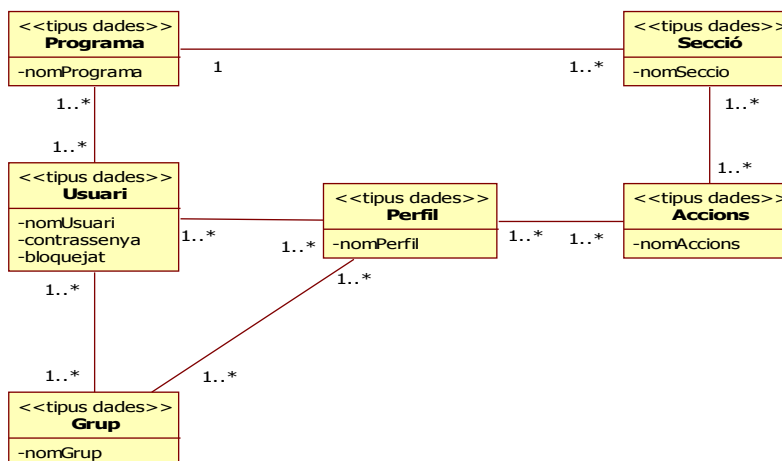 <<tipus dades>>
Programa
-nomPrograma
<<tipus dades>>
Secció
-nomSeccio
1
1..*
1..*
1..*
1..*
1..*
<<tipus dades>>
Usuari
-nomUsuari
-contrassenya
-bloquejat
<<tipus dades>>
Perfil
-nomPerfil
<<tipus dades>>
Accions
-nomAccions
1..*
1..*
1..*
1..*
1..*
1..*
1..*
1..*
<<tipus dades>>
Grup
-nomGrup